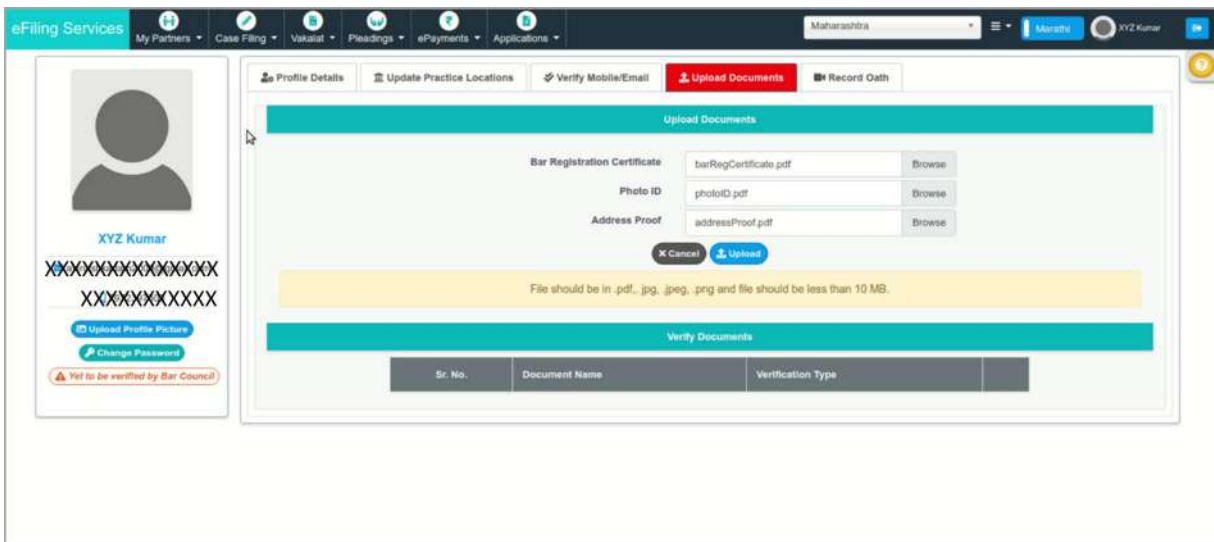 eFiling Services My Partners Case Filing Vakalat Pleadings ePayments Applications Maharashtra Marathi XYZ Kumar
Profile Details Update Practice Locations Verify Mobile/Email Upload Documents Record Oath
Upload Documents
Bar Registration Certificate barRegCertificate.pdf Browse
Photo ID photoID.pdf Browse
Address Proof addressProof.pdf Browse
X Cancel Upload
File should be in .pdf,. jpg, .jpeg, .png and file should be less than 10 MB.
Verify Documents
Sr. No. Document Name Verification Type
XYZ Kumar
Upload Profile Picture
Change Password
Yet to be verified by Bar Council